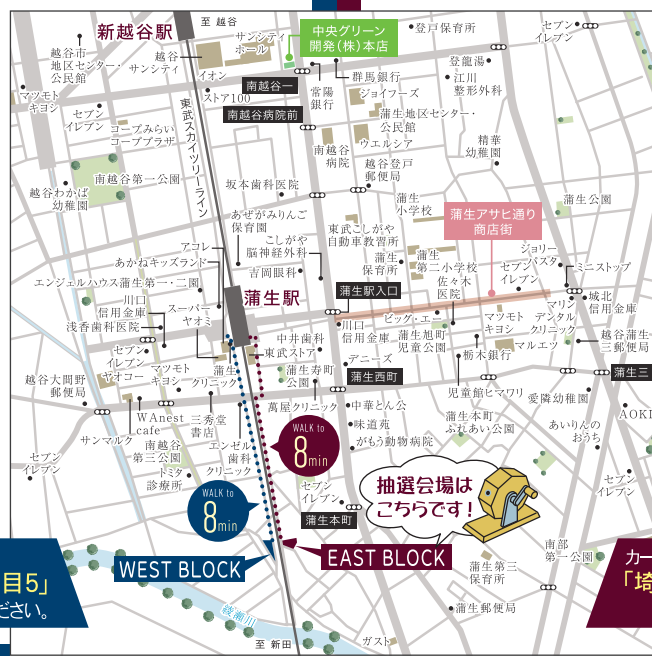 新越谷駅
至 越谷
サンシティ
ホール
中央グリーン
開発(株)本店
登戸保育所
セブン
イレブン
越谷市
地区センター・
公民館
越谷
サンシティ
イオン
南越谷一
常陽
銀行
群馬銀行
登龍湯
江川
整形外科
マツモト
キヨシ
セブン
イレブン
ストア100
南越谷病院前
ジョイフーズ
蒲生地区センター・
公民館
コープみらい
コーププラザ
東武スカイツリーライン
南越谷
病院
ウエルシア
越谷登戸
郵便局
精華
幼稚園
南越谷第一公園
越谷わかば
幼稚園
坂本歯科医院
蒲生
小学校
蒲生公園
あぜがみりんご
保育園
東武こしがや
自動車教習所
蒲生アサヒ通り
商店街
アコレ
こしがや
脳神経外科
蒲生
保育所
蒲生
第二小学校
ジョリー
パスタ
あかねキッズランド
吉岡眼科
セブン
イレブン
ミニストップ
エンジェルハウス蒲生第一・二園
蒲生駅
蒲生駅入口
佐々木
医院
川口
信用金庫
スーパー
ヤオミ
ビッグ・エー
マツモト
キヨシ
マリン
デンタル
クリニック
城北
信用金庫
浅香歯科医院
中井歯科
川口
信用金庫
蒲生旭町
児童公園
マルエツ
越谷蒲生
三郵便局
セブン
イレブン
東武ストア
デニーズ
栃木銀行
ヤオコー
マツモト
キヨシ
蒲生
クリニック
蒲生寿町
公園
蒲生西町
蒲生三
越谷大間野
郵便局
児童館ヒマワリ
愛隣幼稚園
萬屋クリニック
中華とん公
WAnest
cafe
三秀堂
書店
味道苑
蒲生本町
ふれあい公園
AOKI
サンマルク
南越谷
第三公園
エンゼル
歯科
クリニック
WALK to
8min
がもう動物病院
あいりんの
おうち
セブン
イレブン
トミタ
診療所
セブン
イレブン
抽選会場は
こちらです!
セブン
イレブン
WALK to
8min
蒲生本町
WEST BLOCK
EAST BLOCK
南部
第一公園
目5」
ださい。
蒲生第三
保育所
カー
「埼
綾瀬川
蒲生郵便局
至 新田
ガスト